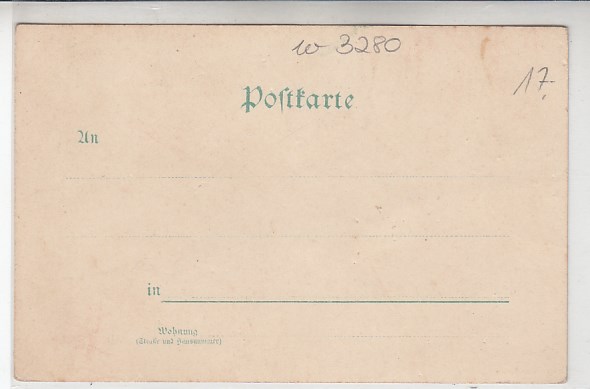 w 3280
17.
Postkarte
An
in
Wohnung
(Straße und Hausnummer)